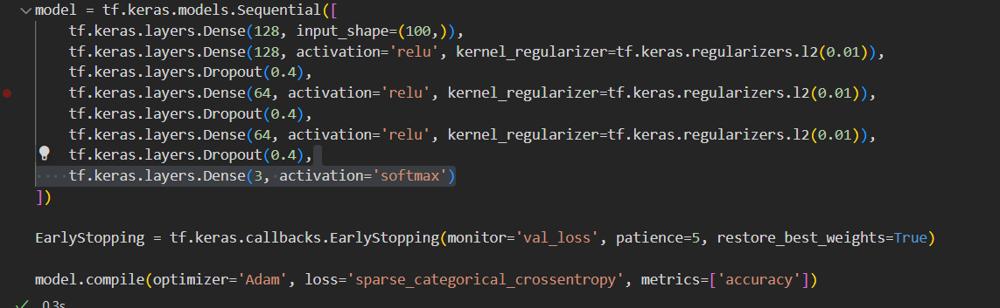 model = tf.keras.models.Sequential([
    tf.keras.layers.Dense(128, input_shape=(100,)),
    tf.keras.layers.Dense(128, activation='relu', kernel_regularizer=tf.keras.regularizers.l2(0.01)),
    tf.keras.layers.Dropout(0.4),
    tf.keras.layers.Dense(64, activation='relu', kernel_regularizer=tf.keras.regularizers.l2(0.01)),
    tf.keras.layers.Dropout(0.4),
    tf.keras.layers.Dense(64, activation='relu', kernel_regularizer=tf.keras.regularizers.l2(0.01)),
    tf.keras.layers.Dropout(0.4),
    tf.keras.layers.Dense(3, activation='softmax')
])
EarlyStopping = tf.keras.callbacks.EarlyStopping(monitor='val_loss', patience=5, restore_best_weights=True)
model.compile(optimizer='Adam', loss='sparse_categorical_crossentropy', metrics=['accuracy'])
0.3s